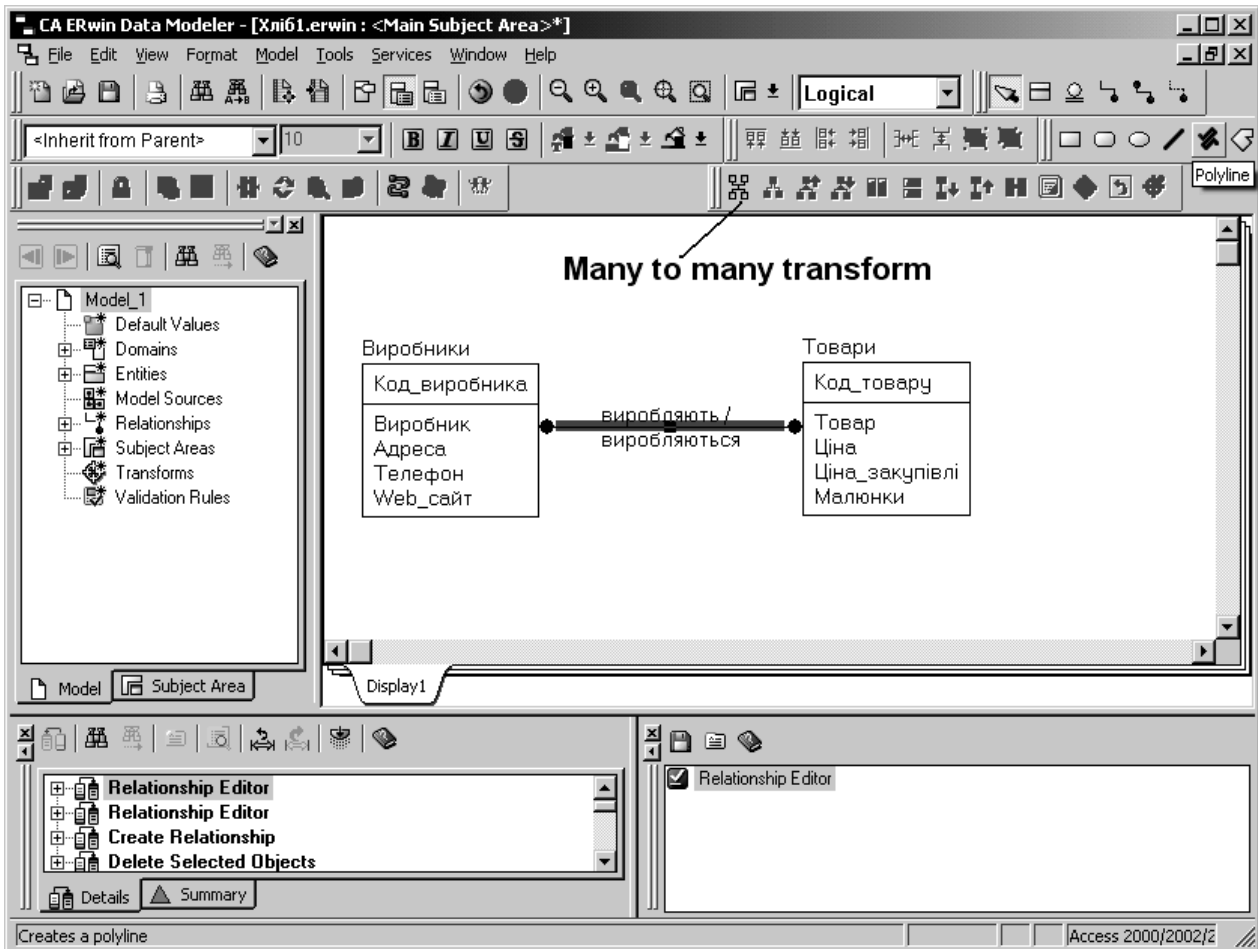 CA ERwin Data Modeler - [Хліб1.erwin : <Main Subject Area>*]
File Edit View Format Model Tools Services Window Help
A→B
Logical
<Inherit from Parent> 10 B I U S
Polyline
Many to many transform
Model_1
Default Values
Domains
Entities
Model Sources
Relationships
Subject Areas
Transforms
Validation Rules
Model Subject Area
Виробники
Код_виробника
Виробник
Адреса
Телефон
Web_сайт
виробляють /
виробляються
Товари
Код_товару
Товар
Ціна
Ціна_закупівлі
Малюнки
Display1
Relationship Editor
Relationship Editor
Create Relationship
Delete Selected Objects
Details Summary
Relationship Editor
Creates a polyline
Access 2000/2002/2